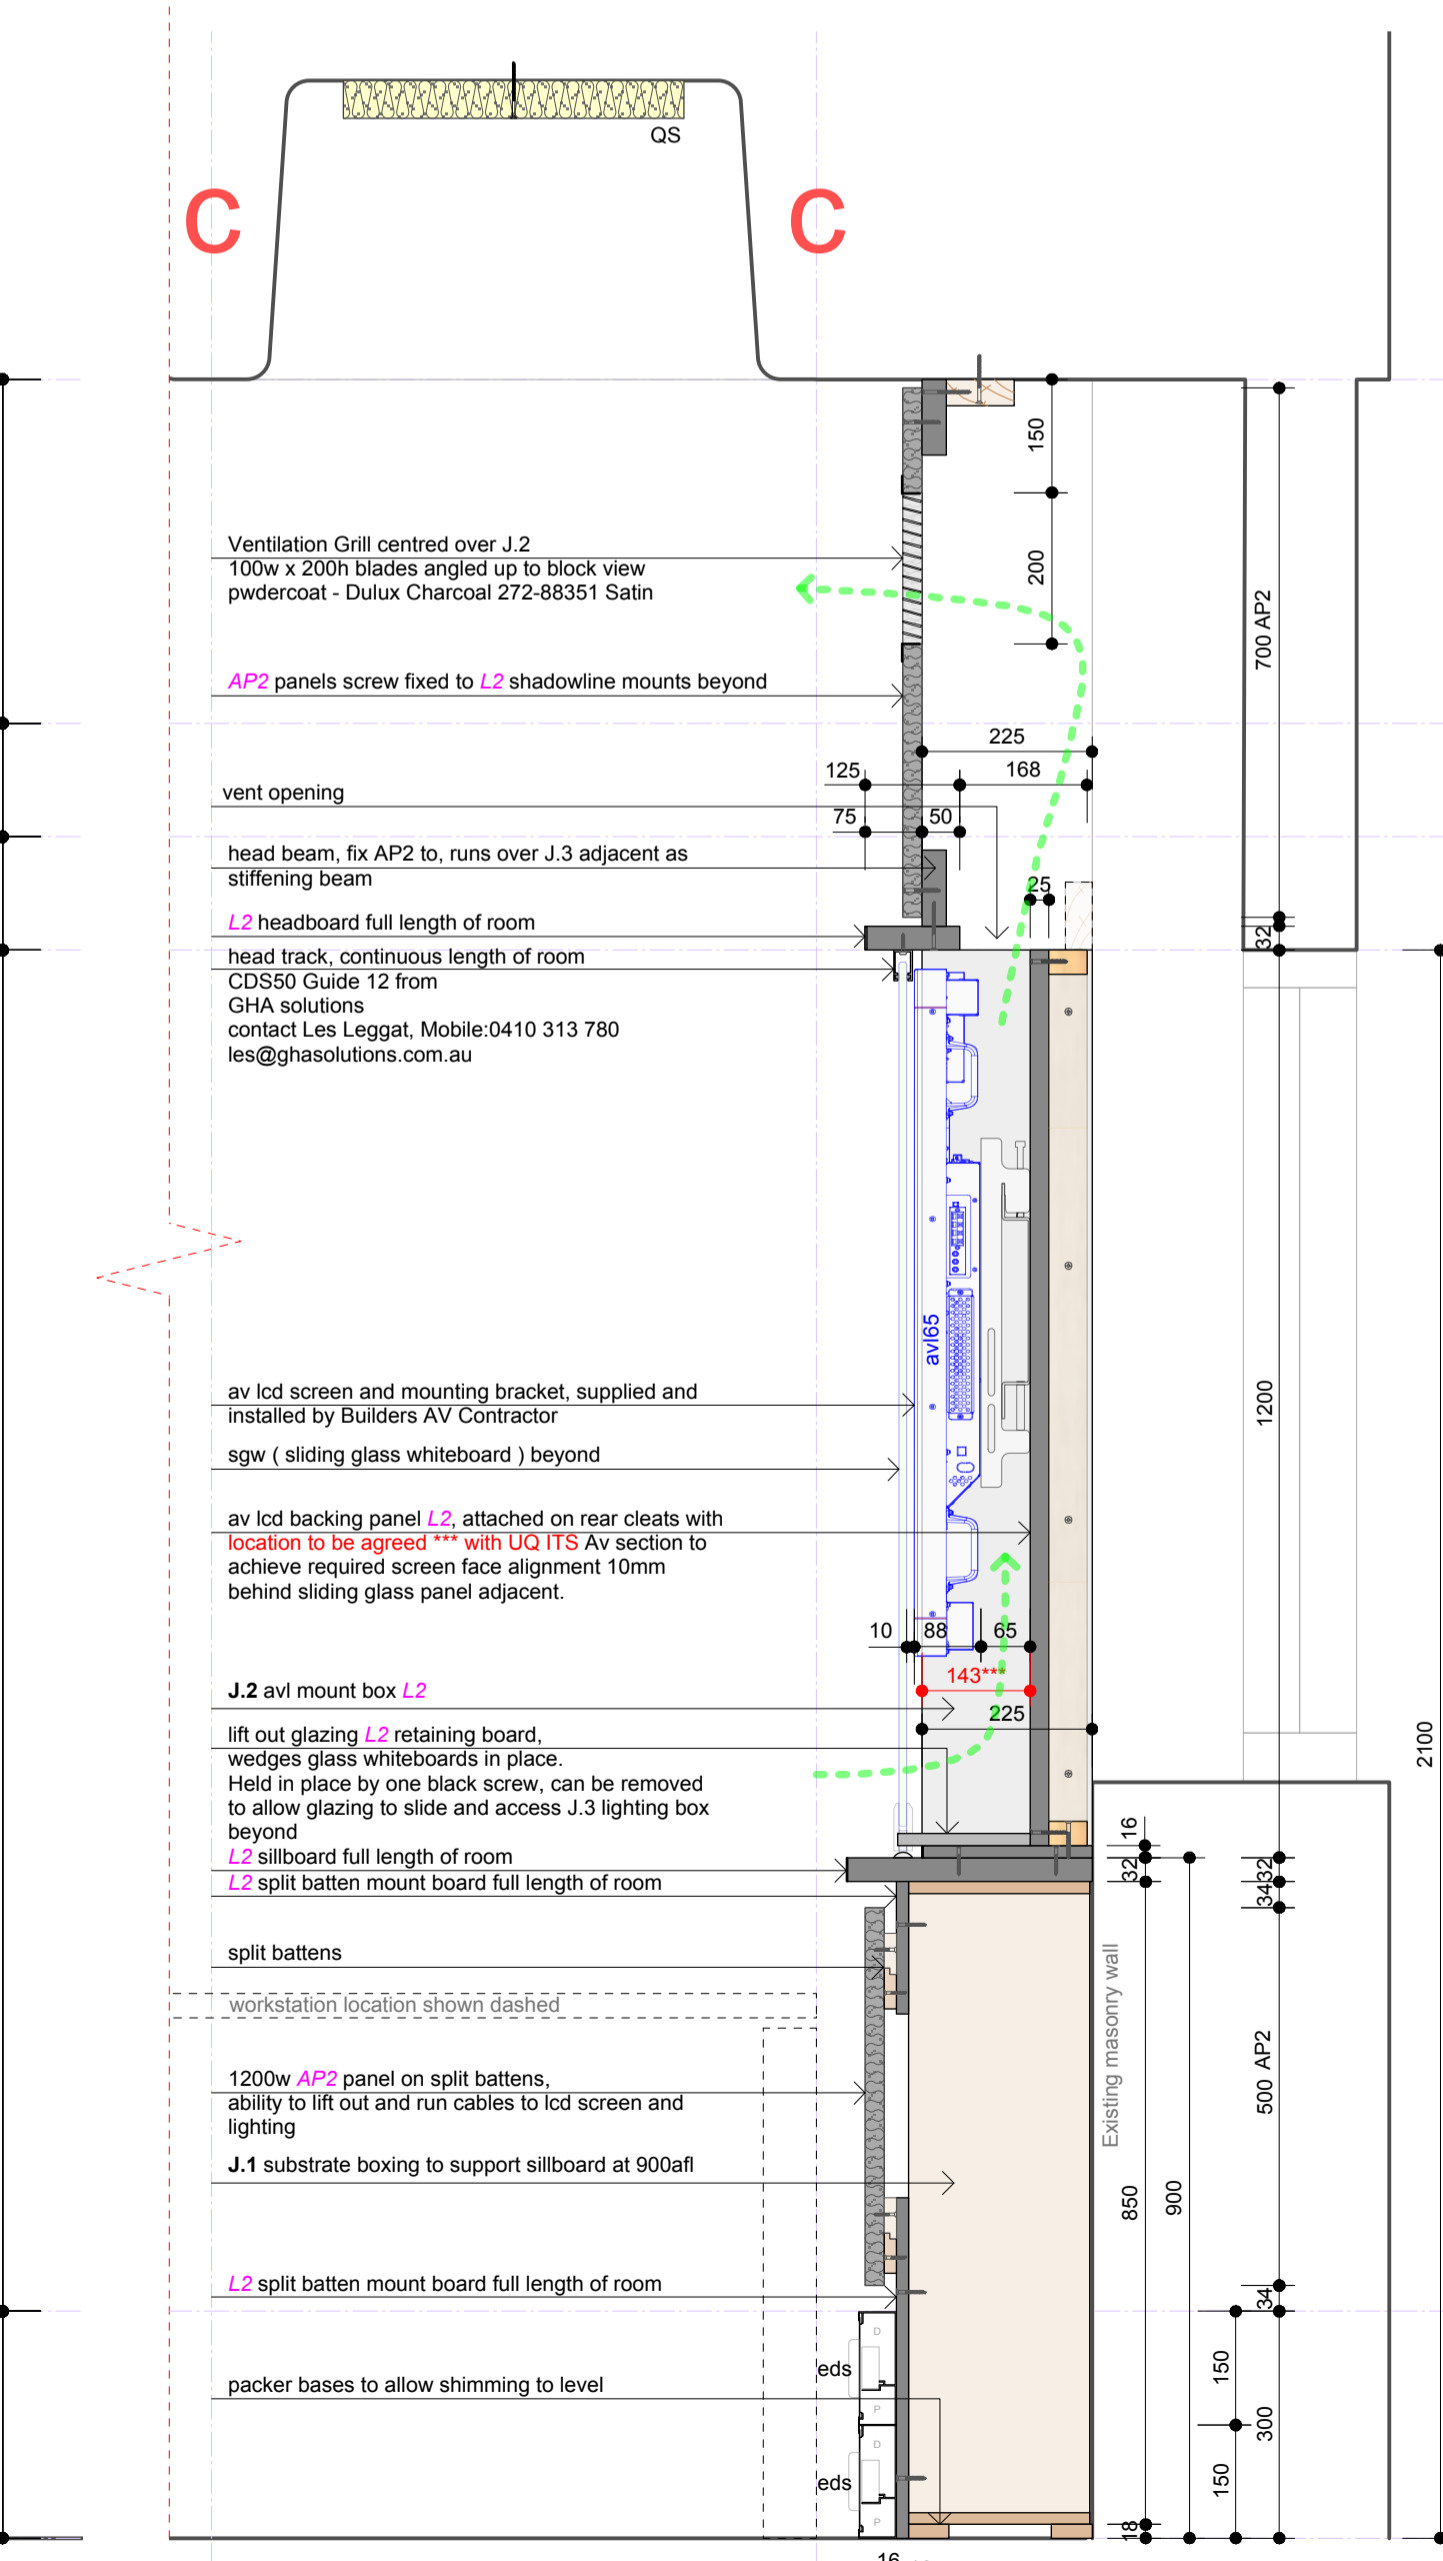 QS
C
C
150
Ventilation Grill centred over J.2
100w x 200h blades angled up to block view
pwdercoat - Dulux Charcoal 272-88351 Satin
200
700 AP2
AP2 panels screw fixed to L2 shadowline mounts beyond
225
125
168
vent opening
75
50
head beam, fix AP2 to, runs over J.3 adjacent as
stiffening beam
25
L2 headboard full length of room
32
head track, continuous length of room
CDS50 Guide 12 from
GHA solutions
contact Les Leggat, Mobile:0410 313 780
les@ghasolutions.com.au
avl65
av lcd screen and mounting bracket, supplied and
installed by Builders AV Contractor
1200
sgw ( sliding glass whiteboard ) beyond
av lcd backing panel L2, attached on rear cleats with
location to be agreed *** with UQ ITS Av section to
achieve required screen face alignment 10mm
behind sliding glass panel adjacent.
10
88
65
143***
J.2 avl mount box L2
225
lift out glazing L2 retaining board,
wedges glass whiteboards in place.
Held in place by one black screw, can be removed
to allow glazing to slide and access J.3 lighting box
beyond
2100
16
L2 sillboard full length of room
32
32
L2 split batten mount board full length of room
34
split battens
Existing masonry wall
workstation location shown dashed
1200w AP2 panel on split battens,
ability to lift out and run cables to lcd screen and
lighting
500 AP2
J.1 substrate boxing to support sillboard at 900afl
850
900
L2 split batten mount board full length of room
34
D
eds
150
packer bases to allow shimming to level
P
300
D
eds
150
P
18
16